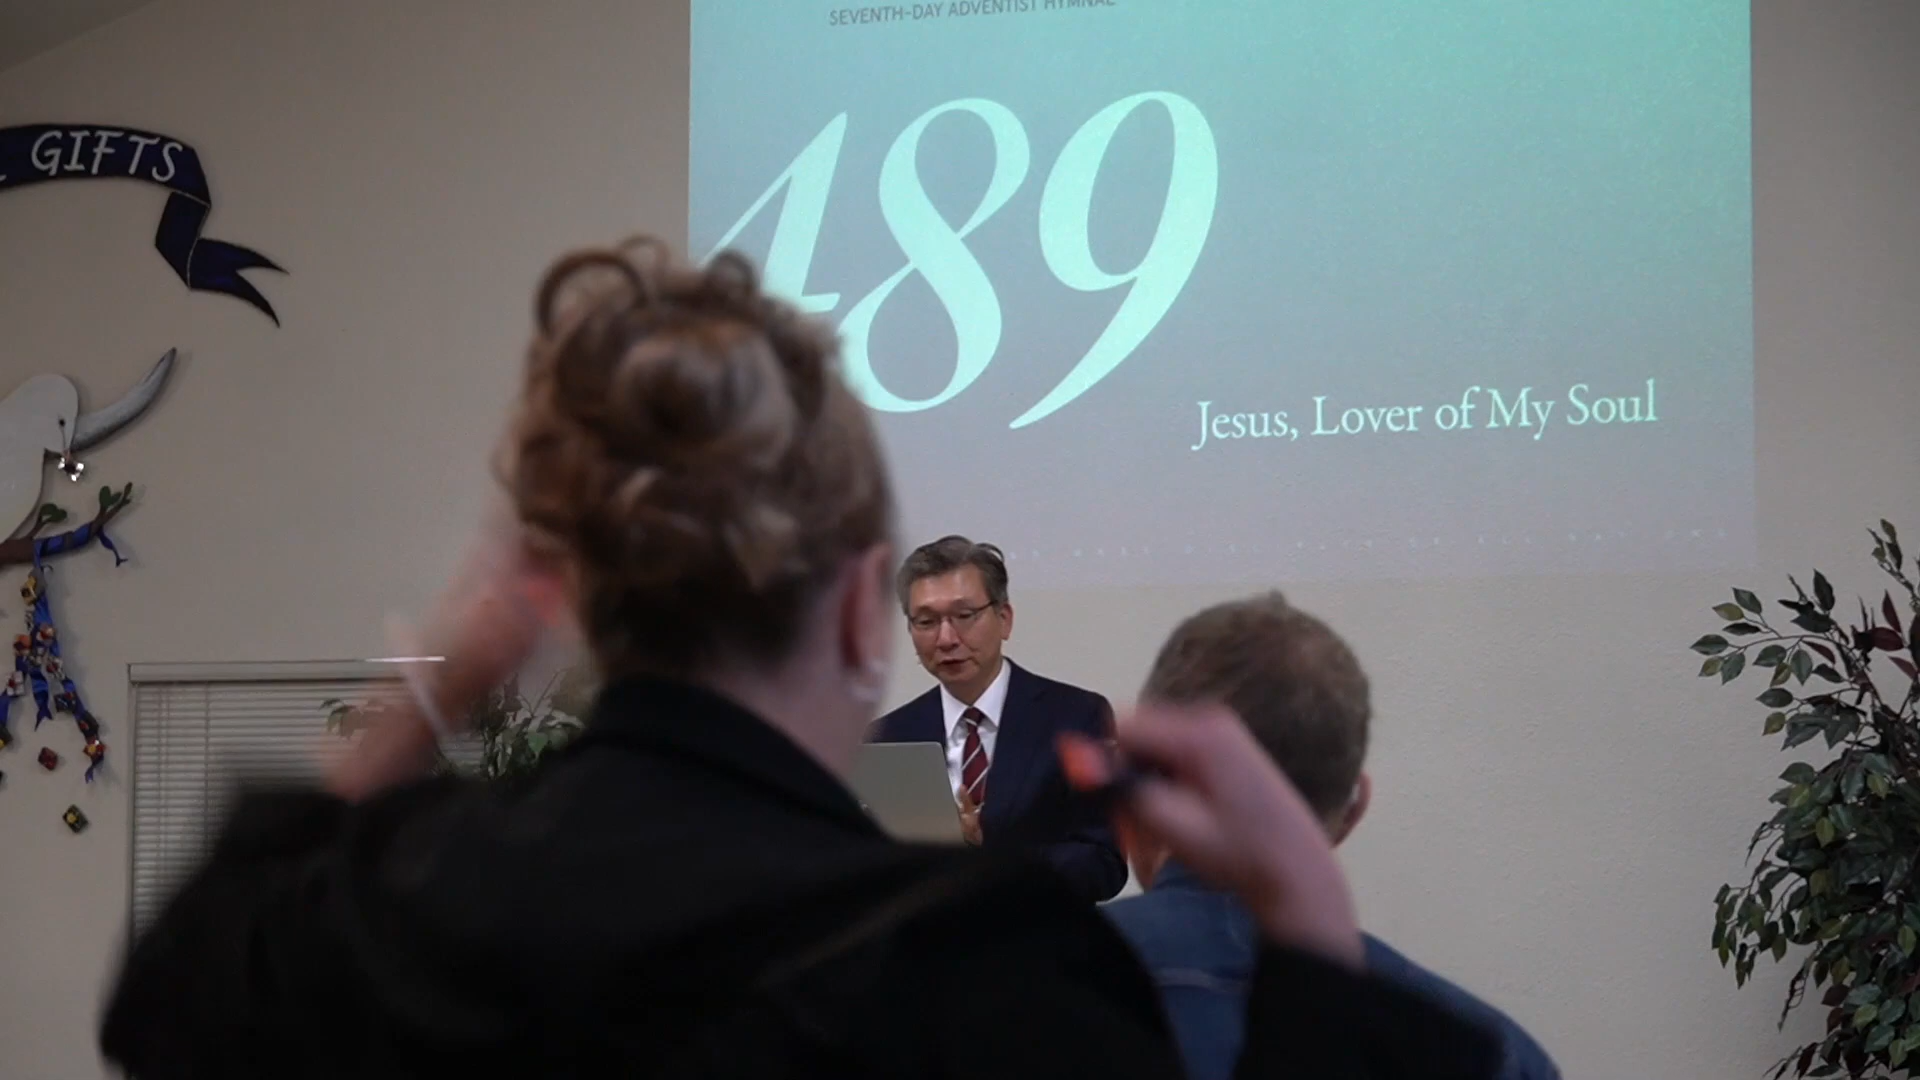 SEVENTH-DAY ADVENTIST HYMNAL
GIFTS
489
Jesus, Lover of My Soul